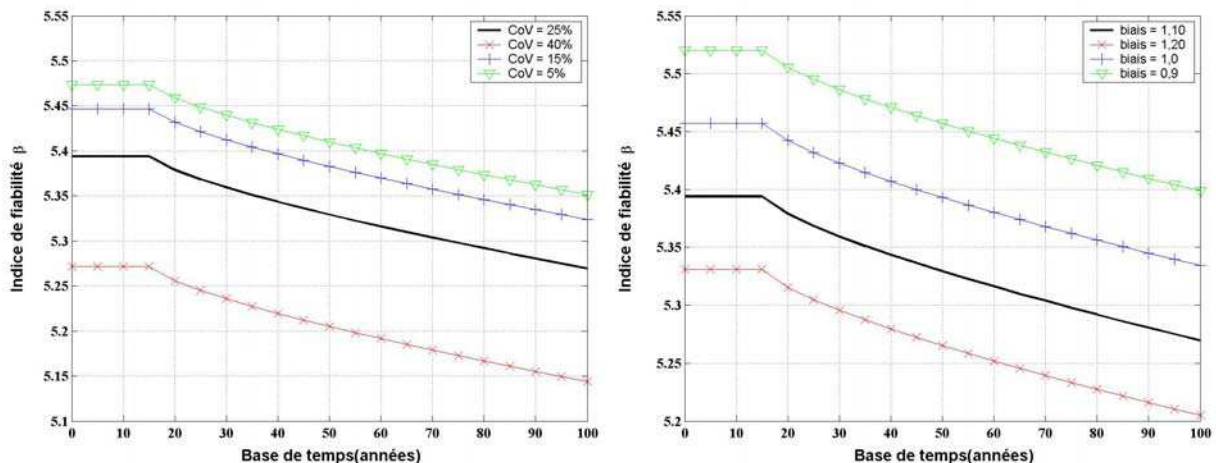 5.55
5.5
5.45
5.4
5.35
5.3
5.25
5.2
5.15
5.1
Indice de fiabilité β
CoV = 25%
CoV = 40%
CoV = 15%
CoV = 5%
0 10 20 30 40 50 60 70 80 90 100
Base de temps(années)
5.55
5.5
5.45
5.4
5.35
5.3
5.25
5.2
Indice de fiabilité β
biais = 1,10
biais = 1,20
biais = 1,0
biais = 0,9
0 10 20 30 40 50 60 70 80 90 100
Base de temps(années)